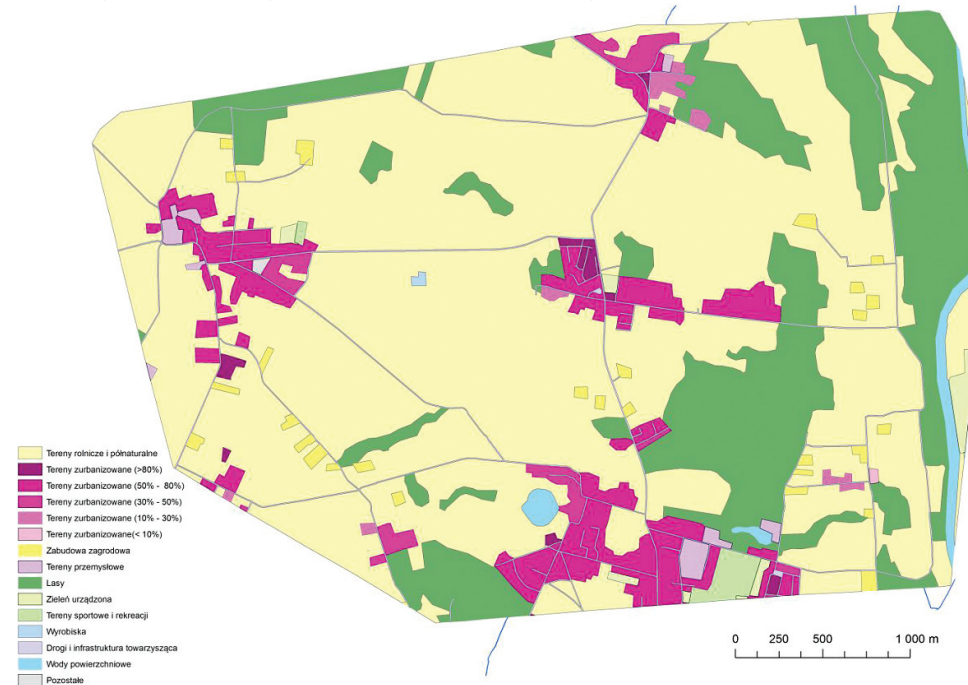 Tereny rolnicze i półnaturalne
Tereny zurbanizowane (>80%)
Tereny zurbanizowane (50% - 80%)
Tereny zurbanizowane (30% - 50%)
Tereny zurbanizowane (10% - 30%)
Tereny zurbanizowane(< 10%)
Zabudowa zagrodowa
Tereny przemysłowe
Lasy
Zieleń urządzona
Tereny sportowe i rekreacji
Wyrobiska
Drogi i infrastruktura towarzysząca
Wody powierzchniowe
Pozostałe
0 250 500 1 000 m